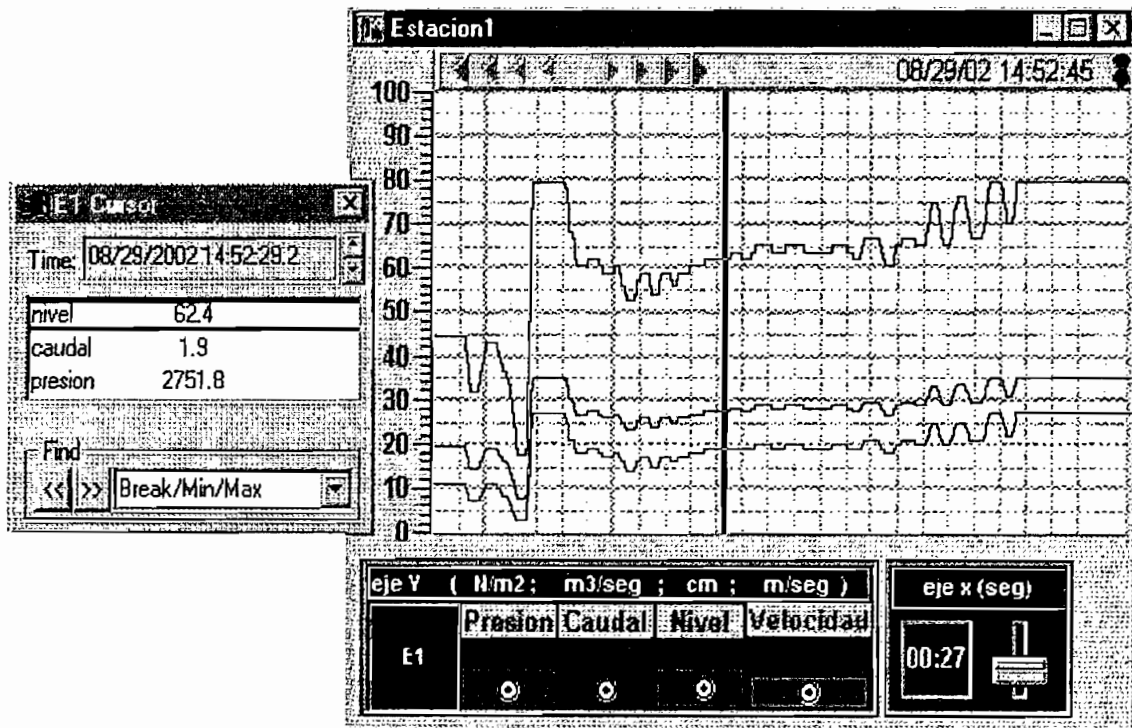 Estacion1
08/29/02 14:52:45
100
90
80
70
60
50
40
30
20
10
0
Cursor
Time: 08/29/2002 14:52:29.2
nivel 62.4
caudal 1.9
presion 2751.8
Find
<< >> Break/Min/Max
eje Y ( N/m2 ; m3/seg ; cm ; m/seg )
Presion Caudal Nivel Velocidad
E1
eje x (seg)
00:27